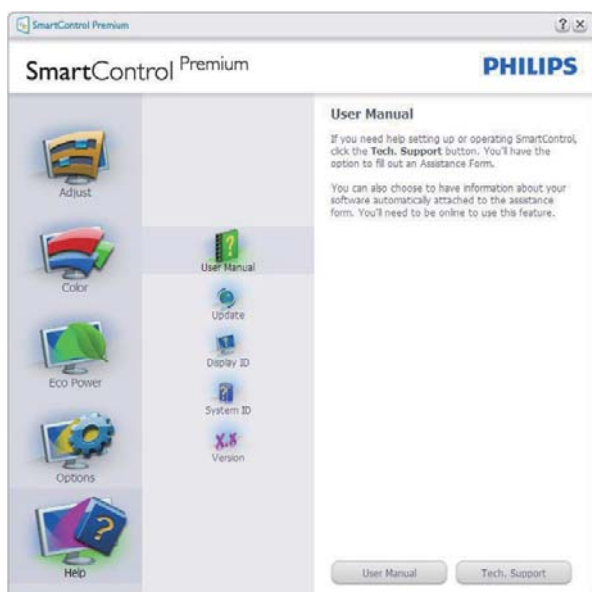 SmartControl Premium
SmartControl Premium
PHILIPS
Adjust
Color
Eco Power
Options
Help
User Manual
Update
Display ID
System ID
X.X
Version
User Manual
If you need help setting up or operating SmartControl,
click the Tech. Support button. You'll have the
option to fill out an Assistance Form.
You can also choose to have information about your
software automatically attached to the assistance
form. You'll need to be online to use this feature.
User Manual
Tech. Support